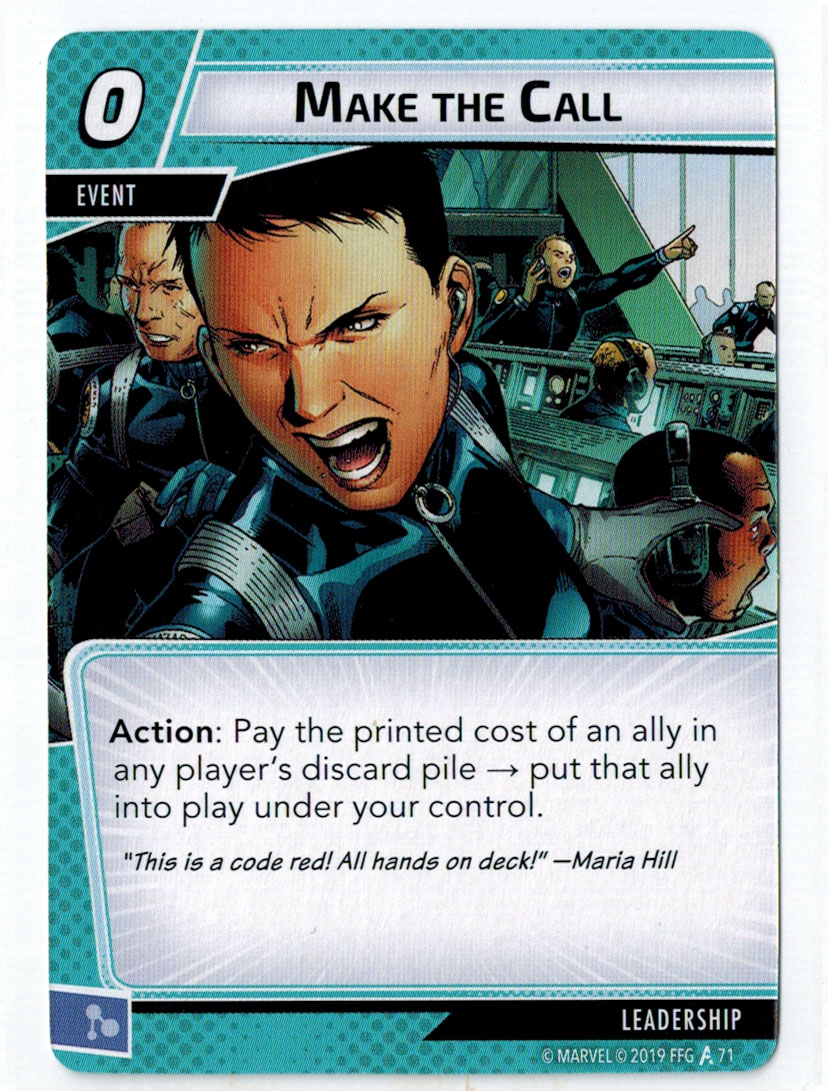 0
MAKE THE CALL
EVENT
Action: Pay the printed cost of an ally in
any player's discard pile → put that ally
into play under your control.
"This is a code red! All hands on deck!" —Maria Hill
LEADERSHIP
© MARVEL © 2019 FFG 71